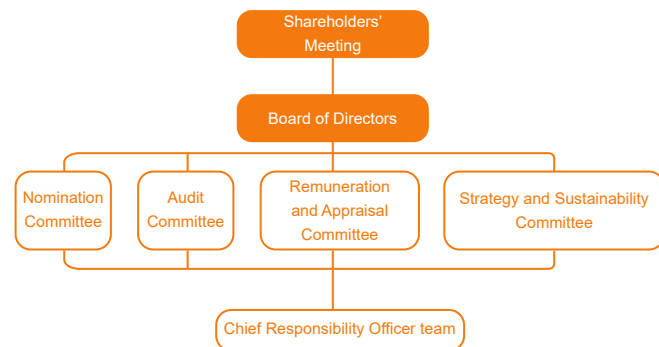 Shareholders'
Meeting
Board of Directors
Nomination
Committee
Audit
Committee
Remuneration
and Appraisal
Committee
Strategy and Sustainability
Committee
Chief Responsibility Officer team